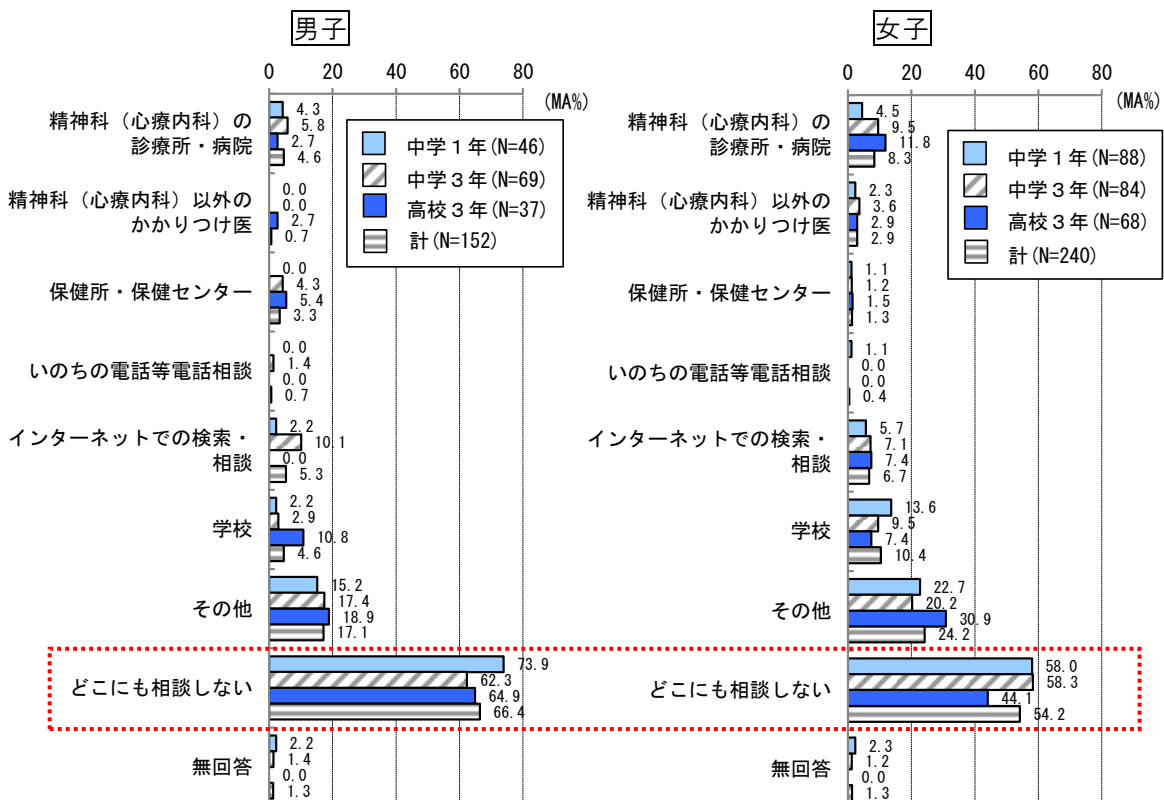 男子
0 20 40 60 80
(MA%)
中学1年(N=46)
中学3年(N=69)
高校3年(N=37)
計(N=152)
精神科（心療内科）の
診療所・病院
4.3
5.8
2.7
4.6
精神科（心療内科）以外の
かかりつけ医
0.0
0.0
2.7
0.7
保健所・保健センター
0.0
4.3
5.4
3.3
いのちの電話等電話相談
0.0
1.4
0.0
0.7
インターネットでの検索・
相談
2.2
10.1
0.0
5.3
学校
2.2
2.9
10.8
4.6
その他
15.2
17.4
18.9
17.1
どこにも相談しない
73.9
62.3
64.9
66.4
無回答
2.2
1.4
0.0
1.3
女子
0 20 40 60 80
(MA%)
中学1年(N=88)
中学3年(N=84)
高校3年(N=68)
計(N=240)
精神科（心療内科）の
診療所・病院
4.5
9.5
11.8
8.3
精神科（心療内科）以外の
かかりつけ医
2.3
3.6
2.9
2.9
保健所・保健センター
1.1
1.2
1.5
1.3
いのちの電話等電話相談
1.1
0.0
0.0
0.4
インターネットでの検索・
相談
5.7
7.1
7.4
6.7
学校
13.6
9.5
7.4
10.4
その他
22.7
20.2
30.9
24.2
どこにも相談しない
58.0
58.3
44.1
54.2
無回答
2.3
1.2
0.0
1.3